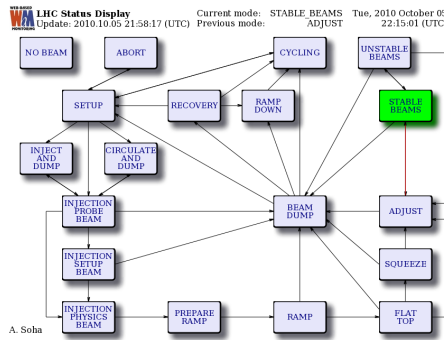 WEB-BASED
WM
MONITORING
LHC Status Display
Update: 2010.10.05 21:58:17 (UTC)
Current mode: STABLE_BEAMS
Previous mode: ADJUST
Tue, 2010 October 05
22:15:01 (UTC
NO BEAM
ABORT
CYCLING
UNSTABLE
BEAMS
SETUP
RECOVERY
RAMP
DOWN
STABLE
BEAMS
INJECT
AND
DUMP
CIRCULATE
AND
DUMP
INJECTION
PROBE
BEAM
BEAM
DUMP
ADJUST
INJECTION
SETUP
BEAM
SQUEEZE
INJECTION
PHYSICS
BEAM
PREPARE
RAMP
RAMP
FLAT
TOP
A. Soha